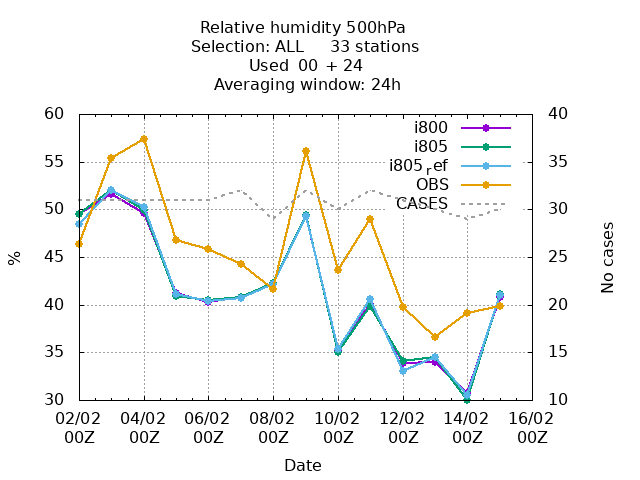 Relative humidity 500hPa
Selection: ALL 33 stations
Used 00 + 24
Averaging window: 24h
60 40
i800
i805
55 35
i805ref
OBS
50 CASES 30
45 25
% No cases
40 20
35 15
30 10
02/02 04/02 06/02 08/02 10/02 12/02 14/02 16/02
00Z 00Z 00Z 00Z 00Z 00Z 00Z 00Z
Date